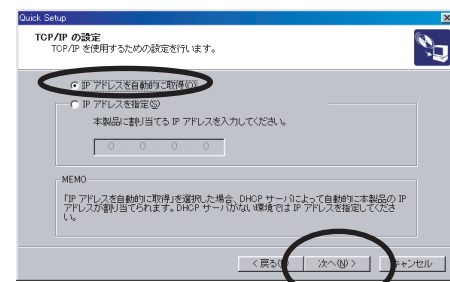 Quick Setup
TCP/IP の設定
TCP/IP を使用するための設定を行います。
IP アドレスを自動的に取得(O)
IP アドレスを指定(S)
本製品に割り当てる IP アドレスを入力してください。
0 . 0 . 0 . 0
MEMO
「IP アドレスを自動的に取得」を選択した場合、DHCP サーバによって自動的に本製品の IP
アドレスが割り当てられます。DHCP サーバがない環境では IP アドレスを指定してくださ
い。
< 戻る(B) 次へ(N) > キャンセル